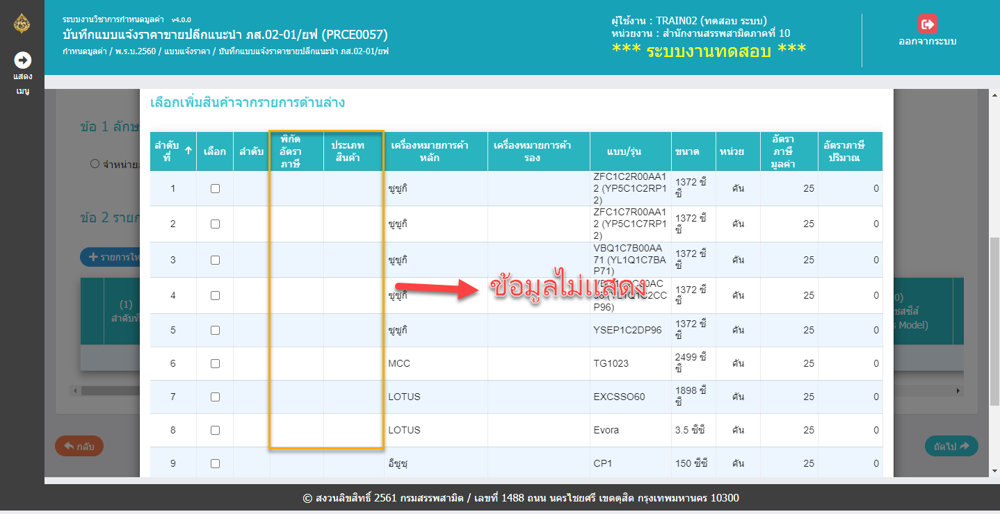 แสดง
เมนู
ระบบงานวิชาการกำหนดมูลค่า v4.0.0
บันทึกแบบแจ้งราคาขายปลีกแนะนำ ภส.02-01/ยฟ (PRCE0057)
กำหนดมูลค่า / พ.ร.บ.2560 / แบบแจ้งราคา / บันทึกแบบแจ้งราคาขายปลีกแนะนำ ภส.02-01/ยฟ
ผู้ใช้งาน : TRAIN02 (ทดสอบ ระบบ)
หน่วยงาน : สำนักงานสรรพสามิตภาคที่ 10
*** ระบบงานทดสอบ ***
ออกจากระบบ
เลือกเพิ่มสินค้าจากรายการด้านล่าง
ข้อ 1 ลักษ
จำหน่าย
ข้อ 2 ราย
รายการให
(1)
ลำดับที่
0)
ชสซีส์
s Model)
กลับ
ถัดไป
ลำดับที่ เลือก ลำดับ พิกัดอัตราภาษี ประเภทสินค้า เครื่องหมายการค้าหลัก เครื่องหมายการค้ารอง แบบ/รุ่น ขนาด หน่วย อัตราภาษีมูลค่า อัตราภาษีปริมาณ
1 ซูซูกิ ZFC1C2R00AA12 (YP5C1C2RP12) 1372 ซีซี คัน 25 0
2 ซูซูกิ ZFC1C7R00AA12 (YP5C1C7RP12) 1372 ซีซี คัน 25 0
3 ซูซูกิ VBQ1C7B00AA71 (YL1Q1C7BAP71) 1372 ซีซี คัน 25 0
4 ซูซูกิ P96) 1372 ซีซี คัน 25 0
ข้อมูลไม่แสดง
5 ซูซูกิ YSEP1C2DP96 1372 ซีซี คัน 25 0
6 MCC TG1023 2499 ซีซี คัน 25 0
7 LOTUS EXCSSO60 1898 ซีซี คัน 25 0
8 LOTUS Evora 3.5 ซีซี คัน 25 0
9 อีซูซุ CP1 150 ซีซี คัน 25 0
© สงวนลิขสิทธิ์ 2561 กรมสรรพสามิต / เลขที่ 1488 ถนน นครไชยศรี เขตดุสิต กรุงเทพมหานคร 10300